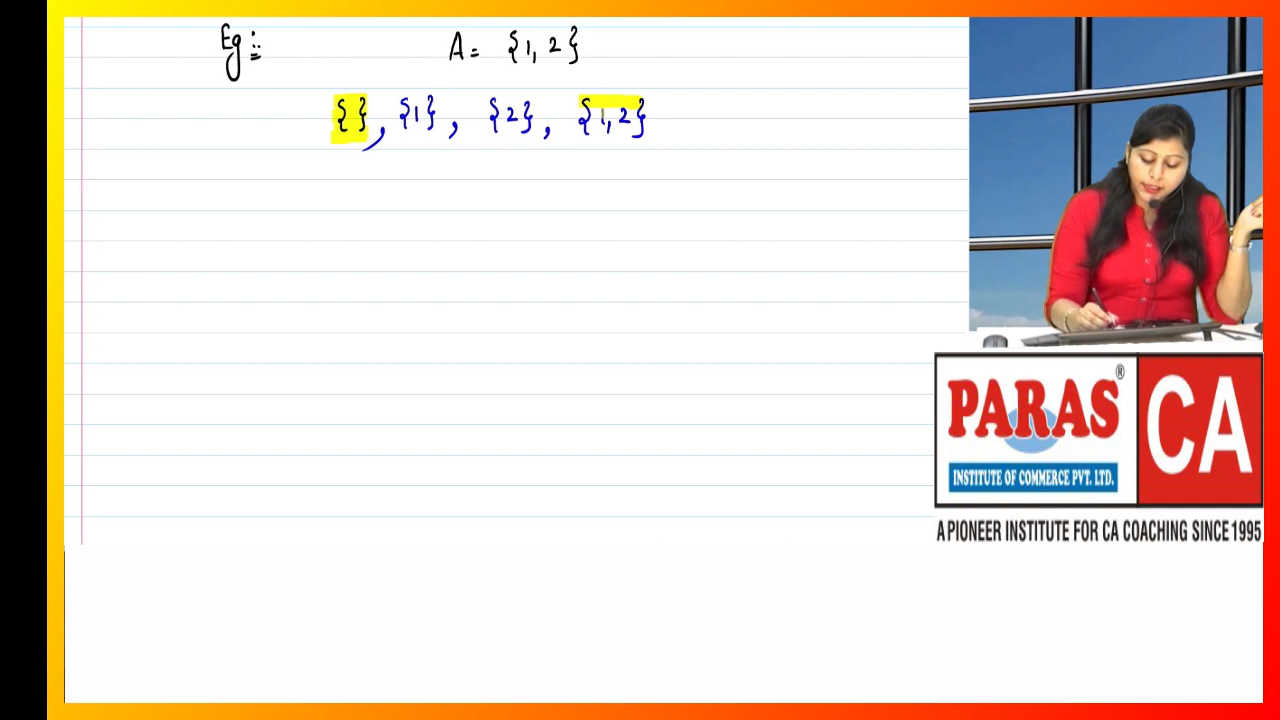 Eg:- A = {1, 2}
{ }, {1}, {2}, {1, 2}
PARAS®
CA
INSTITUTE OF COMMERCE PVT. LTD.
A PIONEER INSTITUTE FOR CA COACHING SINCE 1995